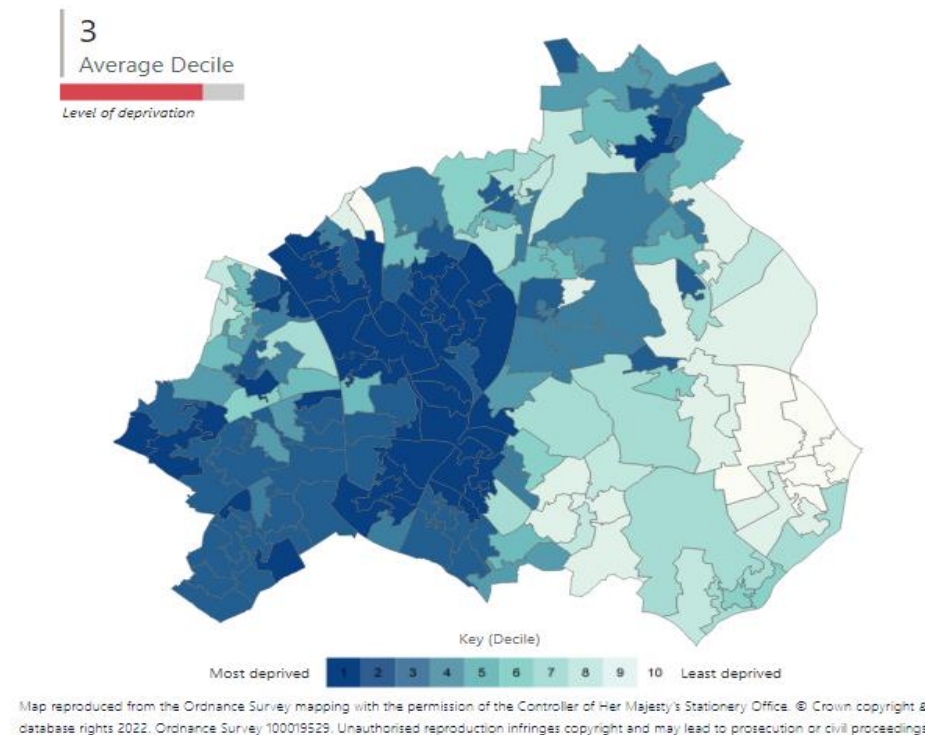 3
Average Decile
Level of deprivation
Key (Decile)
Most deprived 1 2 3 4 5 6 7 8 9 10 Least deprived
Map reproduced from the Ordnance Survey mapping with the permission of the Controller of Her Majesty's Stationery Office. © Crown copyright &
database rights 2022. Ordnance Survey 100019529. Unauthorised reproduction infringes copyright and may lead to prosecution or civil proceedings